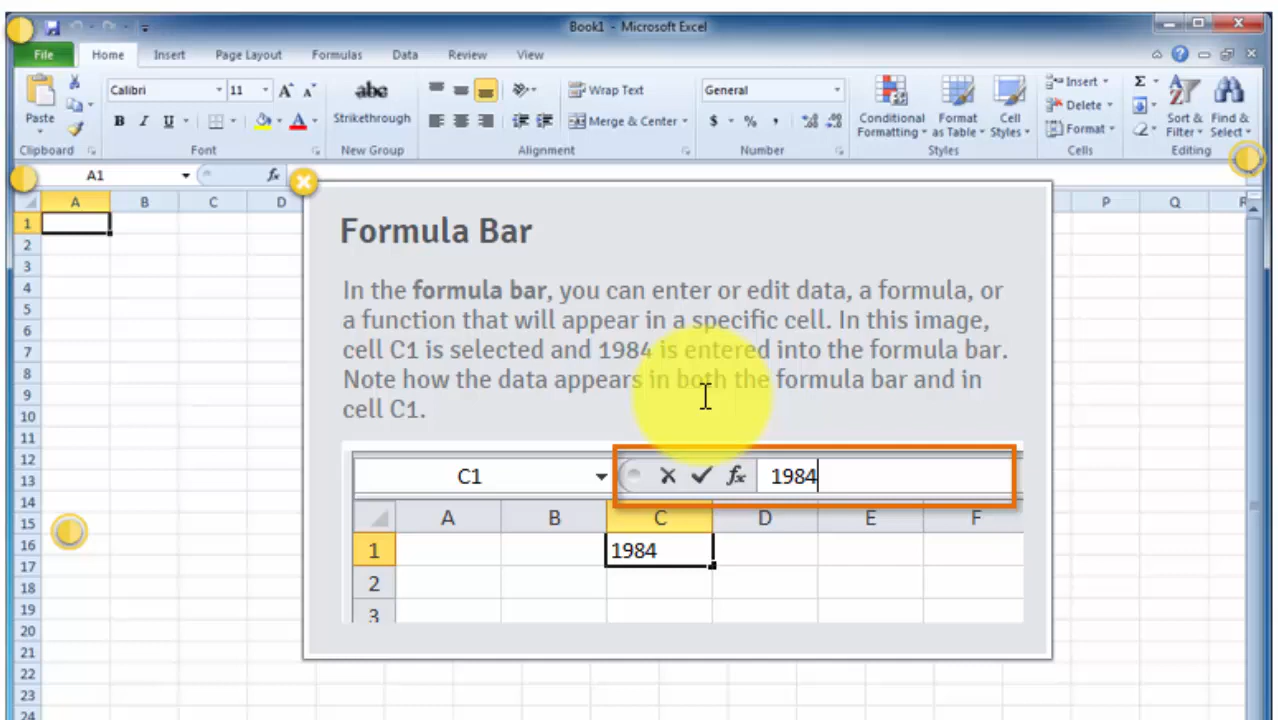 Book1 - Microsoft Excel
File Home Insert Page Layout Formulas Data Review View
Calibri 11 abc Wrap Text General Insert Σ
Paste B I U A Strikethrough Merge & Center $ % , Conditional Formatting Format as Table Cell Styles Delete Format Sort & Filter Find & Select
Clipboard Font New Group Alignment Number Styles Cells Editing
A1 fx
A B C D P Q R
1
2
3
4
5
6
7
8
9
10
11
12
13
14
15
16
17
18
19
20
21
22
23
24
Formula Bar
In the formula bar, you can enter or edit data, a formula, or
a function that will appear in a specific cell. In this image,
cell C1 is selected and 1984 is entered into the formula bar.
Note how the data appears in both the formula bar and in
cell C1.
C1 fx 1984
A B C D E F
1 1984
2
3